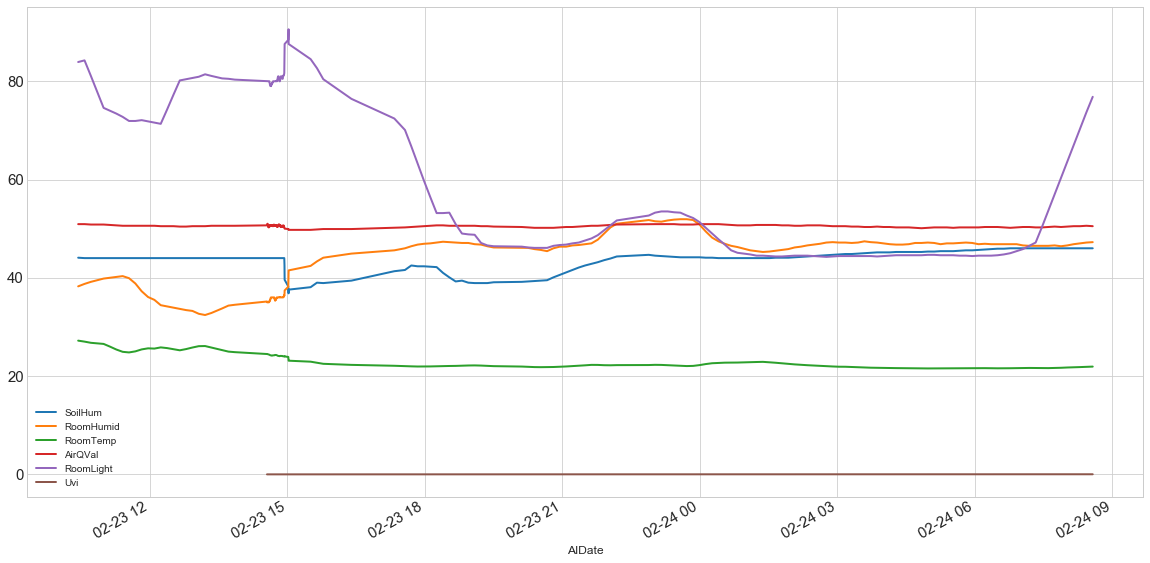 80
60
40
20
0
SoilHum
RoomHumid
RoomTemp
AirQVal
RoomLight
Uvi
02-23 12
02-23 15
02-23 18
02-23 21
02-24 00
02-24 03
02-24 06
02-24 09
AIDate